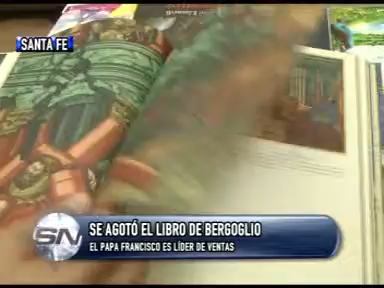 SANTA FE
SE AGOTÓ EL LIBRO DE BERGOGLIO
EL PAPA FRANCISCO ES LÍDER DE VENTAS
SN